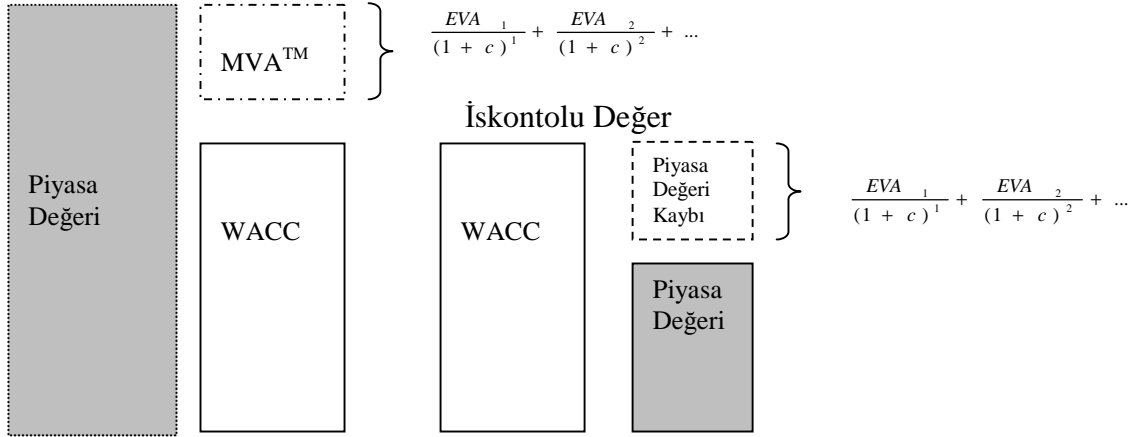 MVA™
EVA 1 / (1 + c)^1 + EVA 2 / (1 + c)^2 + ...
İskontolu Değer
Piyasa
Değeri
WACC
WACC
Piyasa
Değeri
Kaybı
EVA 1 / (1 + c)^1 + EVA 2 / (1 + c)^2 + ...
Piyasa
Değeri